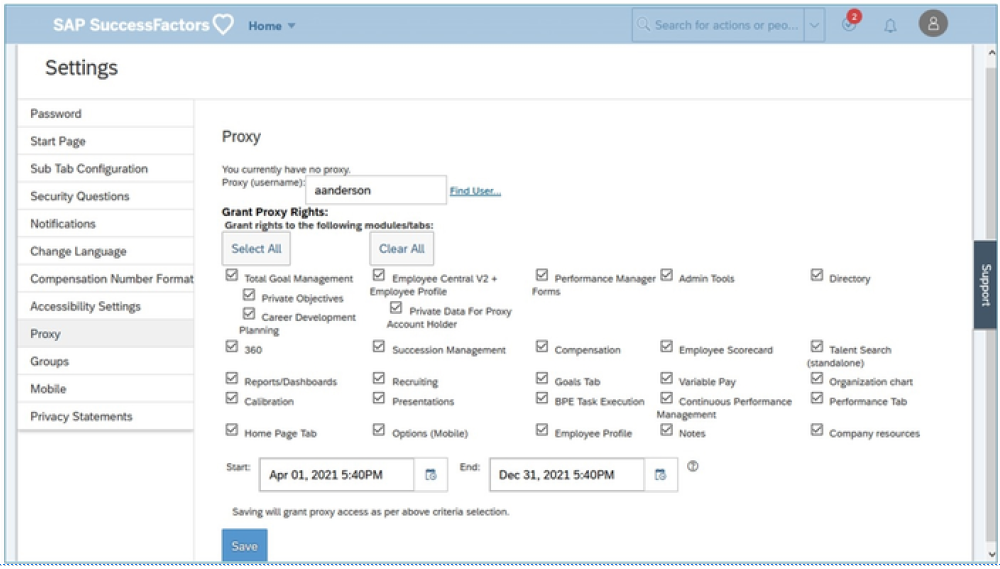 SAP SuccessFactors Home Search for actions or peo... 2
Settings
Password
Start Page
Sub Tab Configuration
Security Questions
Notifications
Change Language
Compensation Number Format
Accessibility Settings
Proxy
Groups
Mobile
Privacy Statements
Proxy
You currently have no proxy.
Proxy (username): aanderson Find User...
Grant Proxy Rights:
Grant rights to the following modules/tabs:
Select All Clear All
Total Goal Management
Private Objectives
Career Development
Planning
Employee Central V2 +
Employee Profile
Private Data For Proxy
Account Holder
Performance Manager
Forms
Admin Tools
Directory
360
Succession Management
Compensation
Employee Scorecard
Talent Search
(standalone)
Reports/Dashboards
Recruiting
Goals Tab
Variable Pay
Organization chart
Calibration
Presentations
BPE Task Execution
Continuous Performance
Management
Performance Tab
Home Page Tab
Options (Mobile)
Employee Profile
Notes
Company resources
Start: Apr 01, 2021 5:40PM End: Dec 31, 2021 5:40PM ?
Saving will grant proxy access as per above criteria selection.
Save
Support